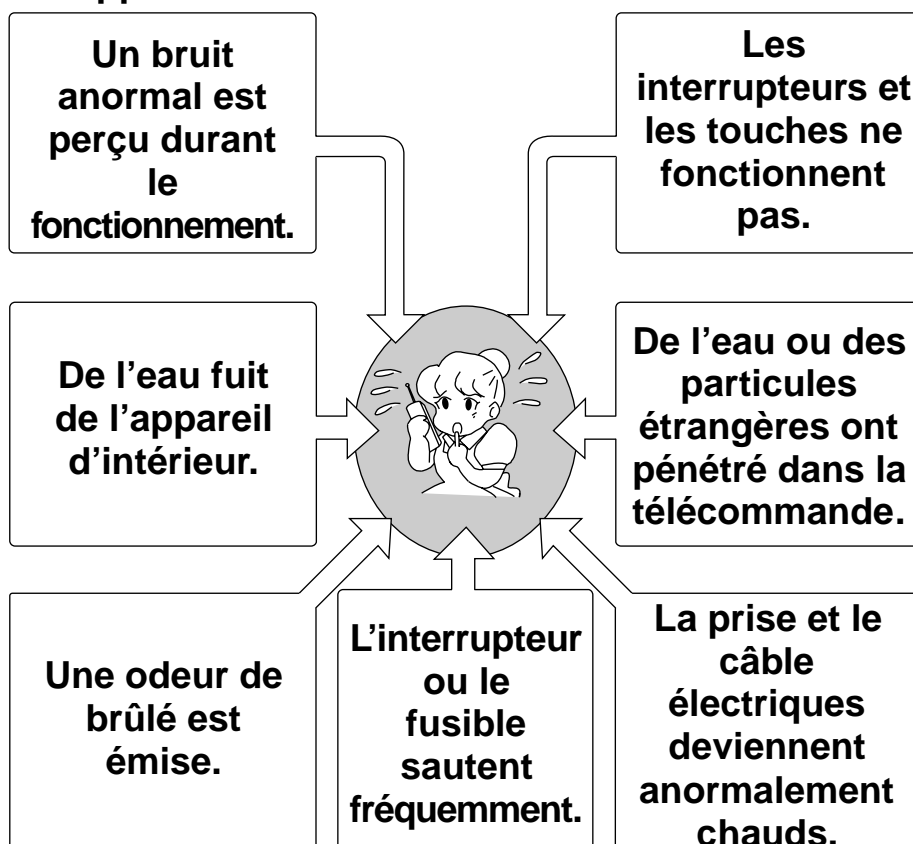 Un bruit
anormal est
perçu durant
le
fonctionnement.
Les
interrupteurs et
les touches ne
fonctionnent
pas.
De l’eau fuit
de l’appareil
d’intérieur.
De l’eau ou des
particules
étrangères ont
pénétré dans la
télécommande.
Une odeur de
brûlé est
émise.
L’interrupteur
ou le
fusible
sautent
fréquemment.
La prise et le
câble
électriques
deviennent
anormalement
chauds.